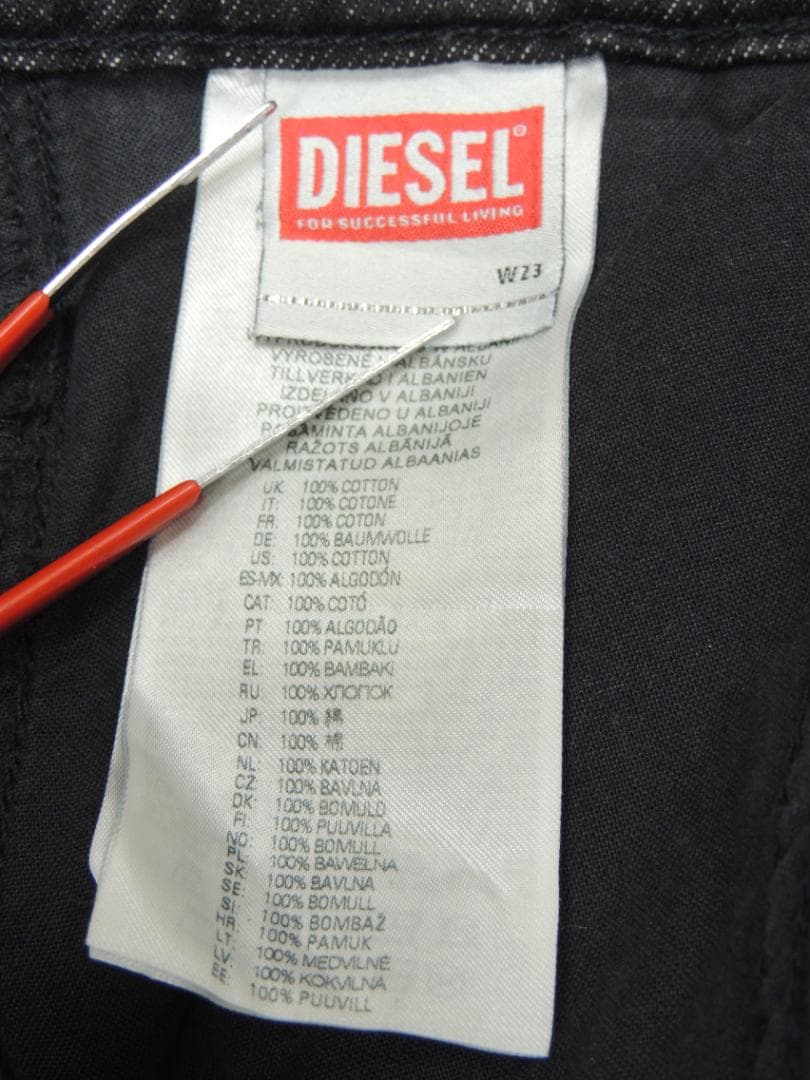 DIESEL®
FOR SUCCESSFUL LIVING
W23
W ALBANII
VYROBENÉ ALBÁNSKU
I ALBANIEN
V ALBANIJI
U ALBANIJI
ALBANIJOJE
RAŽOTS ALBĀNIJĀ
VALMISTATUD ALBAANIAS
UK: 100% COTTON
IT: 100% COTONE
FR: 100% COTON
DE: 100% BAUMWOLLE
US: 100% COTTON
ES-MX: 100% ALGODÓN
CAT: 100% COTÓ
PT: 100% ALGODÃO
TR: 100% PAMUKLU
EL: 100% BAMBAKI
RU: 100% ХЛОПОК
JP: 100% 綿
CN: 100% 棉
NL: 100% KATOEN
CZ: 100% BAVLNA
DK: 100% BOMULD
FI: 100% PUUVILLA
NO: 100% BOMULL
PL: 100% BAWEŁNA
SK: 100% BAVLNA
SE: 100% BOMULL
SI: 100% BOMBAŽ
HR: 100% PAMUK
LT: 100% MEDVILNĖ
LV: 100% KOKVILNA
EE: 100% PUUVILL